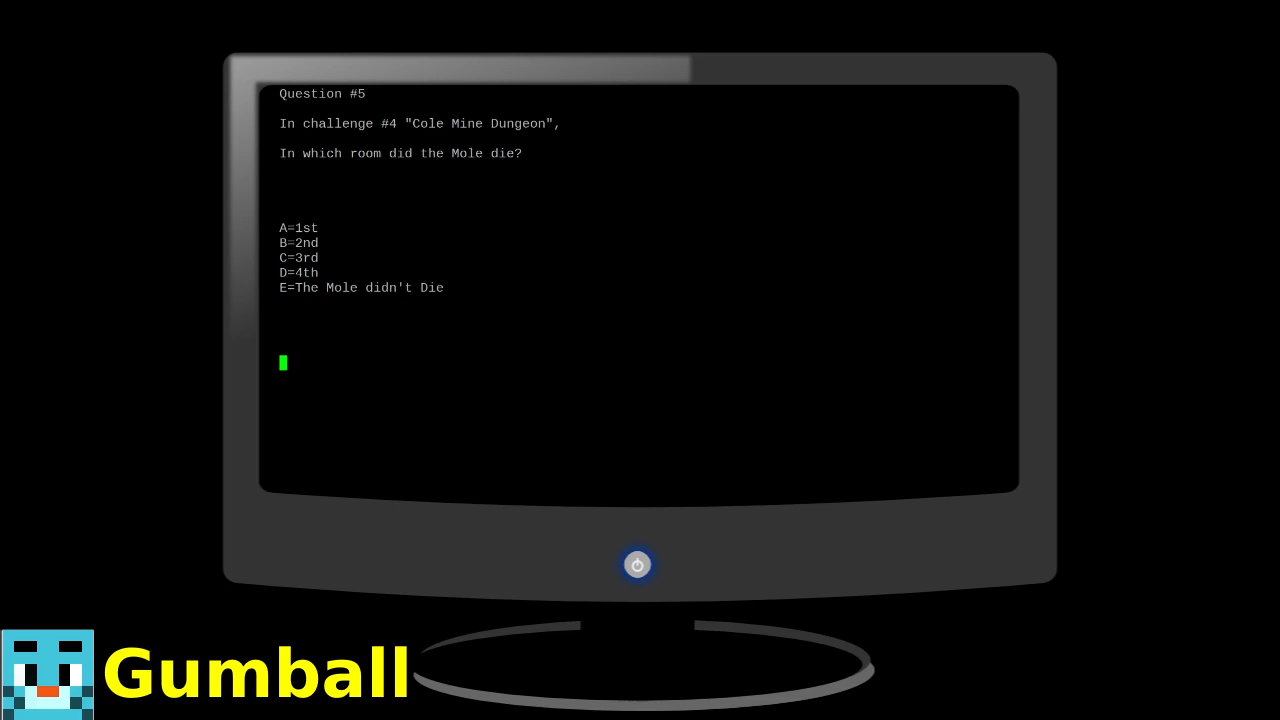 Question #5
In challenge #4 "Cole Mine Dungeon",
In which room did the Mole die?
A=1st
B=2nd
C=3rd
D=4th
E=The Mole didn't Die
Gumball